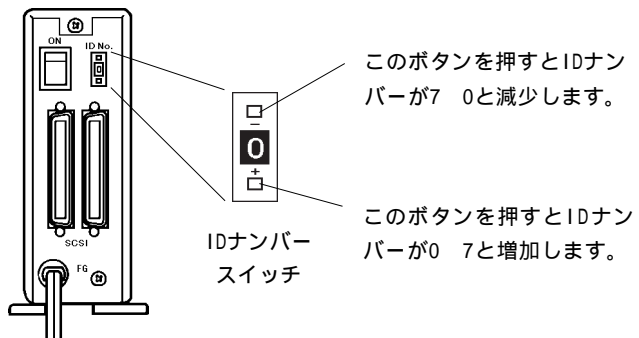 ON
ID No.
SCSI
FG
−
0
+
IDナンバー
スイッチ
このボタンを押すとIDナン
バーが7　0と減少します。
このボタンを押すとIDナン
バーが0　7と増加します。